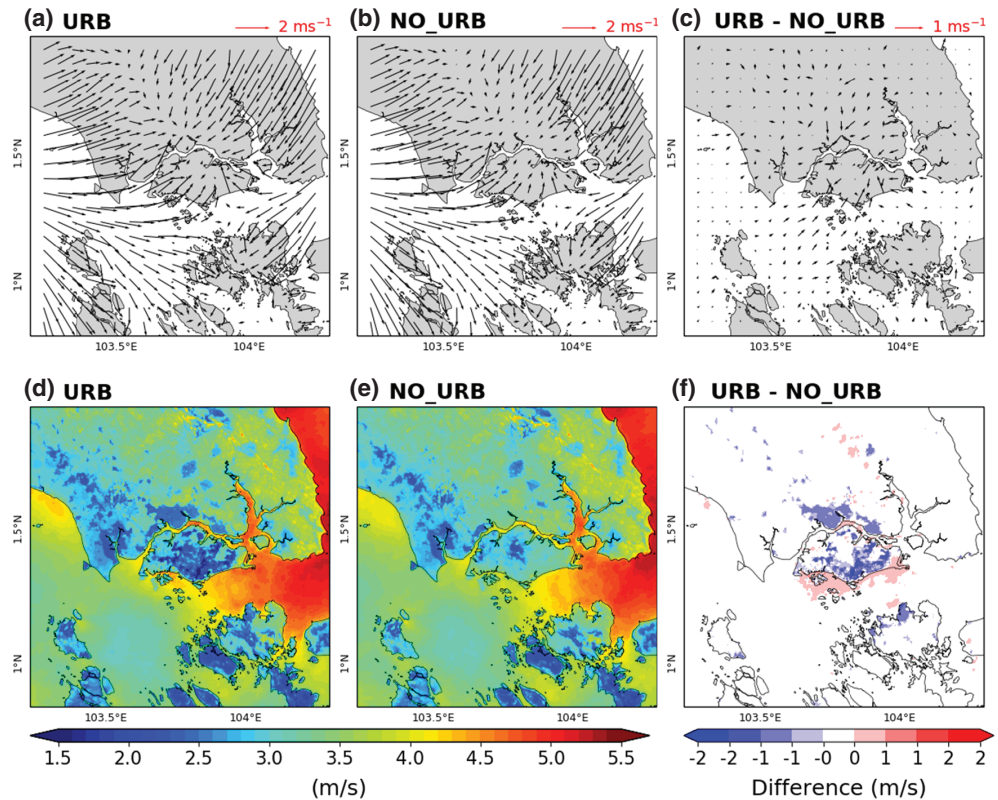 (a) URB 2 ms⁻¹
(b) NO_URB 2 ms⁻¹
(c) URB - NO_URB 1 ms⁻¹
1.5°N
1°N
103.5°E 104°E
1.5°N
1°N
103.5°E 104°E
1.5°N
1°N
103.5°E 104°E
(d) URB
(e) NO_URB
(f) URB - NO_URB
1.5°N
1°N
103.5°E 104°E
1.5°N
1°N
103.5°E 104°E
1.5°N
1°N
103.5°E 104°E
1.5 2.0 2.5 3.0 3.5 4.0 4.5 5.0 5.5
(m/s)
-2 -2 -1 -1 -0 0 1 1 2 2
Difference (m/s)